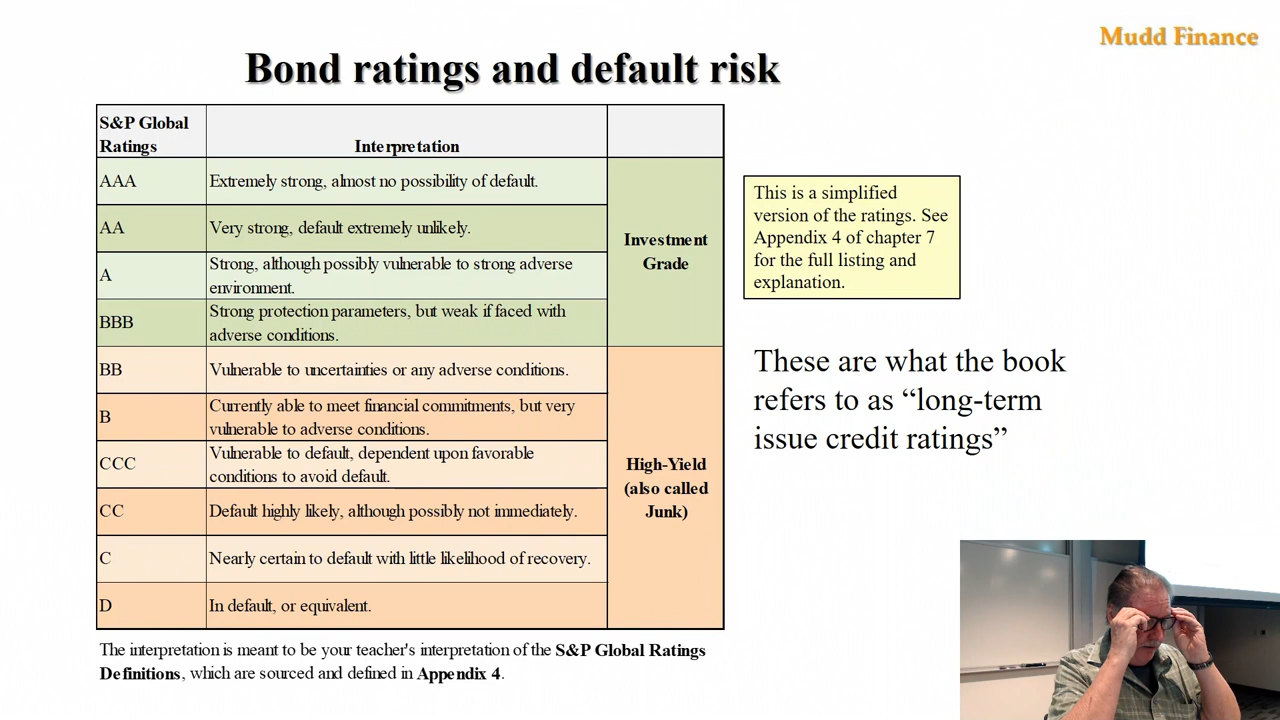 Mudd Finance
Bond ratings and default risk
S&P Global
Ratings
Interpretation
AAA
Extremely strong, almost no possibility of default.
AA
Very strong, default extremely unlikely.
A
Strong, although possibly vulnerable to strong adverse
environment.
BBB
Strong protection parameters, but weak if faced with
adverse conditions.
Investment
Grade
BB
Vulnerable to uncertainties or any adverse conditions.
B
Currently able to meet financial commitments, but very
vulnerable to adverse conditions.
CCC
Vulnerable to default, dependent upon favorable
conditions to avoid default.
CC
Default highly likely, although possibly not immediately.
C
Nearly certain to default with little likelihood of recovery.
D
In default, or equivalent.
High-Yield
(also called
Junk)
The interpretation is meant to be your teacher's interpretation of the S&P Global Ratings
Definitions, which are sourced and defined in Appendix 4.
This is a simplified
version of the ratings. See
Appendix 4 of chapter 7
for the full listing and
explanation.
These are what the book
refers to as “long-term
issue credit ratings”